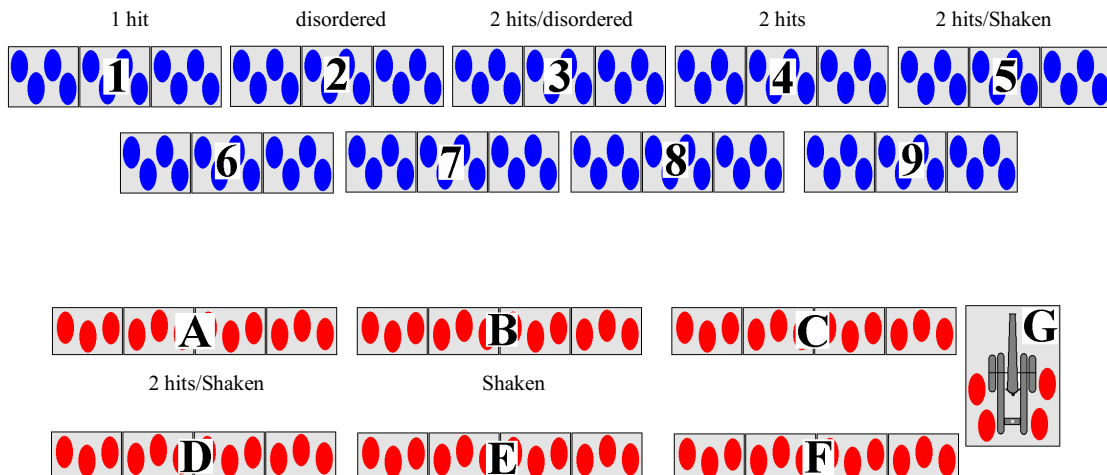 1 hit disordered 2 hits/disordered 2 hits 2 hits/Shaken
1 2 3 4 5
6 7 8 9
A B C G
2 hits/Shaken Shaken
D E F